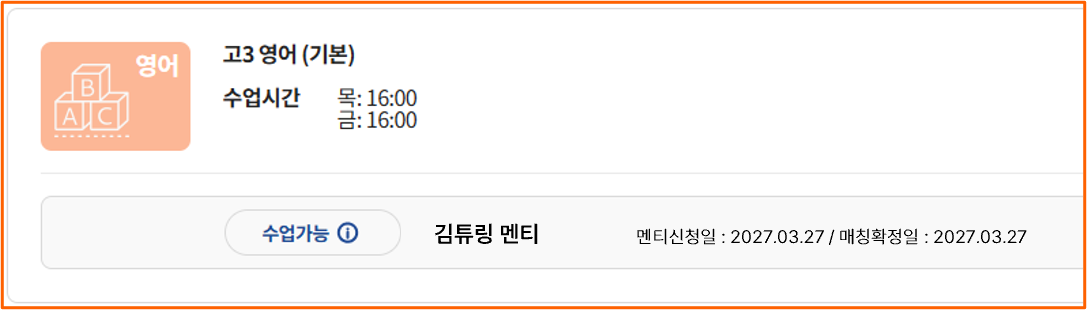 영어
B
A C
고3 영어 (기본)
수업시간 목: 16:00
금: 16:00
수업가능 i 김튜링 멘티 멘티신청일 : 2027.03.27 / 매칭확정일 : 2027.03.27